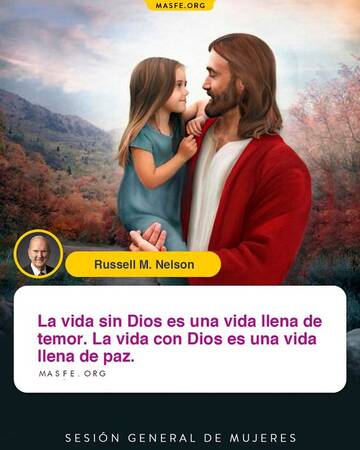 MASFE.ORG
Russell M. Nelson
La vida sin Dios es una vida llena de
temor. La vida con Dios es una vida
llena de paz.
MASFE.ORG
SESIÓN GENERAL DE MUJERES